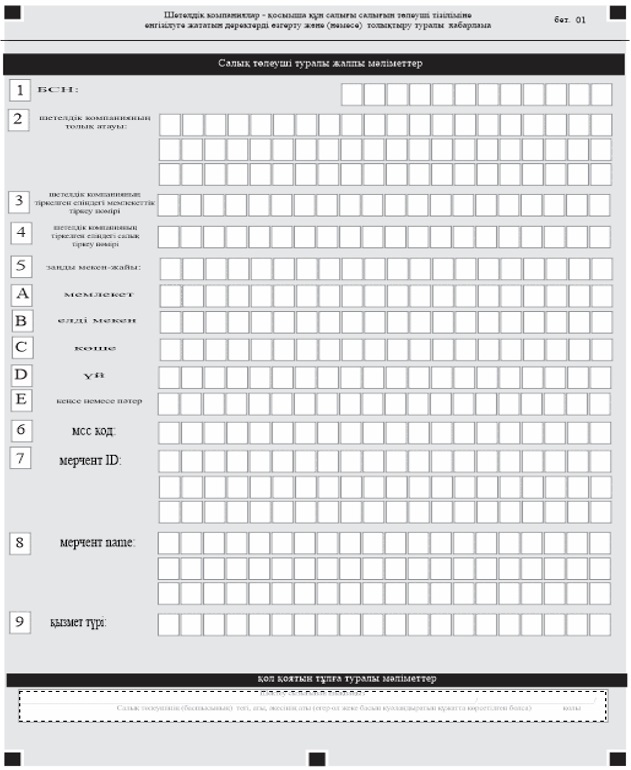 Шетелдік компаниялар - қосымша құн салығы салығын төлеуші тізіліміне
енгізілуге жататын деректерді өзгерту және (немесе) толықтыру туралы хабарлама
бет. 01
Салық төлеуші туралы жалпы мәліметтер
1 БСН:
2 шетелдік компанияның
толық атауы:
3 шетелдік компанияның
тіркелген еліндегі мемлекеттік
тіркеу нөмірі
4 шетелдік компанияның
тіркелген еліндегі салық
тіркеу нөмірі
5 заңды мекен-жайы:
A мемлекет
B елді мекен
C көше
D үй
E кеңсе немесе пәтер
6 мсс код:
7 мерчент ID:
8 мерчент name:
9 қызмет түрі:
қол қоятын тұлға туралы мәліметтер
Салық төлеушінің (басшысының) тегі, аты, әкесінің аты (егер ол жеке басын куәландыратын құжатта көрсетілген болса) қолы